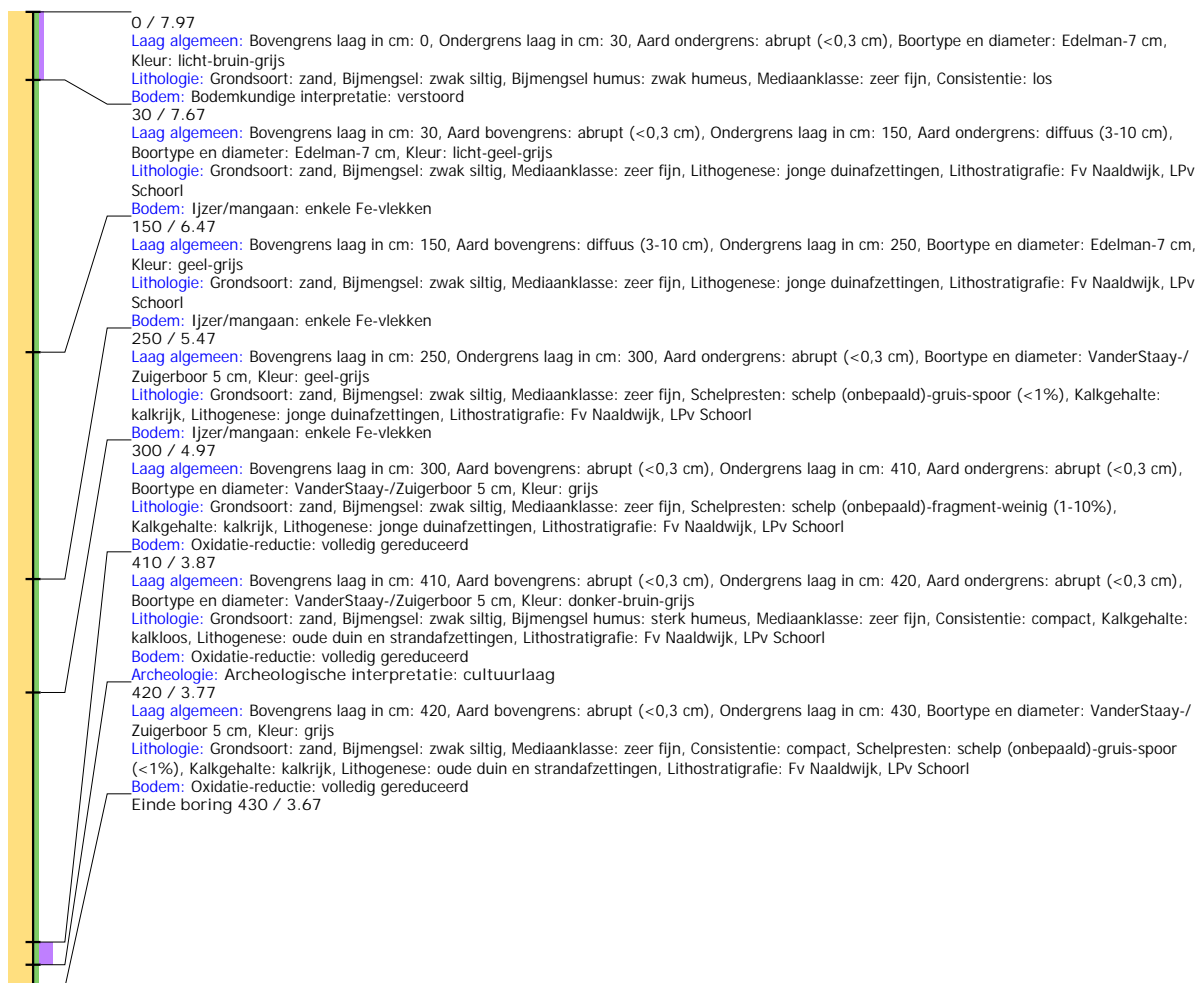 0 / 7.97
Laag algemeen: Bovengrens laag in cm: 0, Ondergrens laag in cm: 30, Aard ondergrens: abrupt (<0,3 cm), Boortype en diameter: Edelman-7 cm,
Kleur: licht-bruin-grijs
Lithologie: Grondsoort: zand, Bijmengsel: zwak siltig, Bijmengsel humus: zwak humeus, Mediaanklasse: zeer fijn, Consistentie: los
Bodem: Bodemkundige interpretatie: verstoord
30 / 7.67
Laag algemeen: Bovengrens laag in cm: 30, Aard bovengrens: abrupt (<0,3 cm), Ondergrens laag in cm: 150, Aard ondergrens: diffuus (3-10 cm),
Boortype en diameter: Edelman-7 cm, Kleur: licht-geel-grijs
Lithologie: Grondsoort: zand, Bijmengsel: zwak siltig, Mediaanklasse: zeer fijn, Lithogenese: jonge duinafzettingen, Lithostratigrafie: Fv Naaldwijk, LPv
Schoorl
Bodem: Ijzer/mangaan: enkele Fe-vlekken
150 / 6.47
Laag algemeen: Bovengrens laag in cm: 150, Aard bovengrens: diffuus (3-10 cm), Ondergrens laag in cm: 250, Boortype en diameter: Edelman-7 cm,
Kleur: geel-grijs
Lithologie: Grondsoort: zand, Bijmengsel: zwak siltig, Mediaanklasse: zeer fijn, Lithogenese: jonge duinafzettingen, Lithostratigrafie: Fv Naaldwijk, LPv
Schoorl
Bodem: Ijzer/mangaan: enkele Fe-vlekken
250 / 5.47
Laag algemeen: Bovengrens laag in cm: 250, Ondergrens laag in cm: 300, Aard ondergrens: abrupt (<0,3 cm), Boortype en diameter: VanderStaay-/
Zuigerboor 5 cm, Kleur: geel-grijs
Lithologie: Grondsoort: zand, Bijmengsel: zwak siltig, Mediaanklasse: zeer fijn, Schelpresten: schelp (onbepaald)-gruis-spoor (<1%), Kalkgehalte:
kalkrijk, Lithogenese: jonge duinafzettingen, Lithostratigrafie: Fv Naaldwijk, LPv Schoorl
Bodem: Ijzer/mangaan: enkele Fe-vlekken
300 / 4.97
Laag algemeen: Bovengrens laag in cm: 300, Aard bovengrens: abrupt (<0,3 cm), Ondergrens laag in cm: 410, Aard ondergrens: abrupt (<0,3 cm),
Boortype en diameter: VanderStaay-/Zuigerboor 5 cm, Kleur: grijs
Lithologie: Grondsoort: zand, Bijmengsel: zwak siltig, Mediaanklasse: zeer fijn, Schelpresten: schelp (onbepaald)-fragment-weinig (1-10%),
Kalkgehalte: kalkrijk, Lithogenese: jonge duinafzettingen, Lithostratigrafie: Fv Naaldwijk, LPv Schoorl
Bodem: Oxidatie-reductie: volledig gereduceerd
410 / 3.87
Laag algemeen: Bovengrens laag in cm: 410, Aard bovengrens: abrupt (<0,3 cm), Ondergrens laag in cm: 420, Aard ondergrens: abrupt (<0,3 cm),
Boortype en diameter: VanderStaay-/Zuigerboor 5 cm, Kleur: donker-bruin-grijs
Lithologie: Grondsoort: zand, Bijmengsel: zwak siltig, Bijmengsel humus: sterk humeus, Mediaanklasse: zeer fijn, Consistentie: compact, Kalkgehalte:
kalkloos, Lithogenese: oude duin en strandafzettingen, Lithostratigrafie: Fv Naaldwijk, LPv Schoorl
Bodem: Oxidatie-reductie: volledig gereduceerd
Archeologie: Archeologische interpretatie: cultuurlaag
420 / 3.77
Laag algemeen: Bovengrens laag in cm: 420, Aard bovengrens: abrupt (<0,3 cm), Ondergrens laag in cm: 430, Boortype en diameter: VanderStaay-/
Zuigerboor 5 cm, Kleur: grijs
Lithologie: Grondsoort: zand, Bijmengsel: zwak siltig, Mediaanklasse: zeer fijn, Consistentie: compact, Schelpresten: schelp (onbepaald)-gruis-spoor
(<1%), Kalkgehalte: kalkrijk, Lithogenese: oude duin en strandafzettingen, Lithostratigrafie: Fv Naaldwijk, LPv Schoorl
Bodem: Oxidatie-reductie: volledig gereduceerd
Einde boring 430 / 3.67